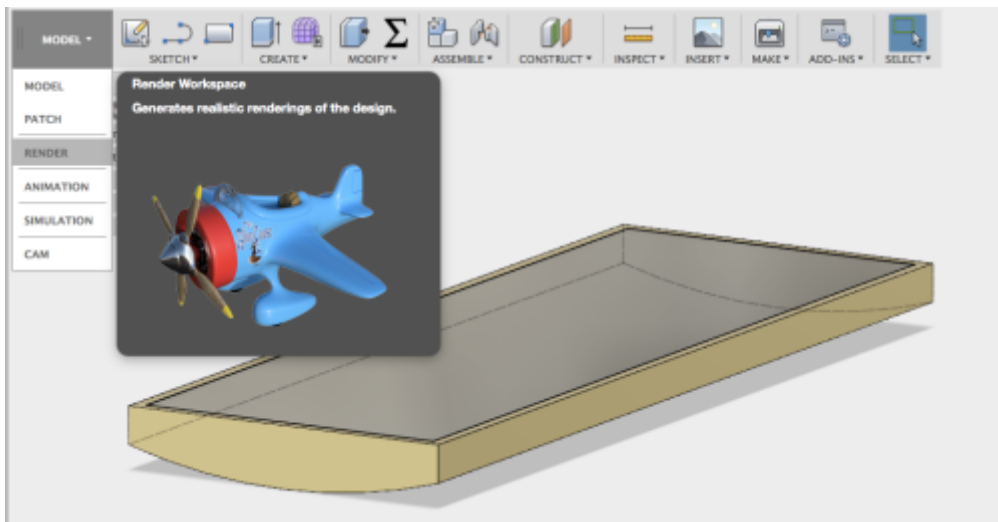 MODEL
SKETCH
CREATE
MODIFY
ASSEMBLE
CONSTRUCT
INSPECT
INSERT
MAKE
ADD-INS
SELECT
MODEL
PATCH
RENDER
ANIMATION
SIMULATION
CAM
Render Workspace
Generates realistic renderings of the design.